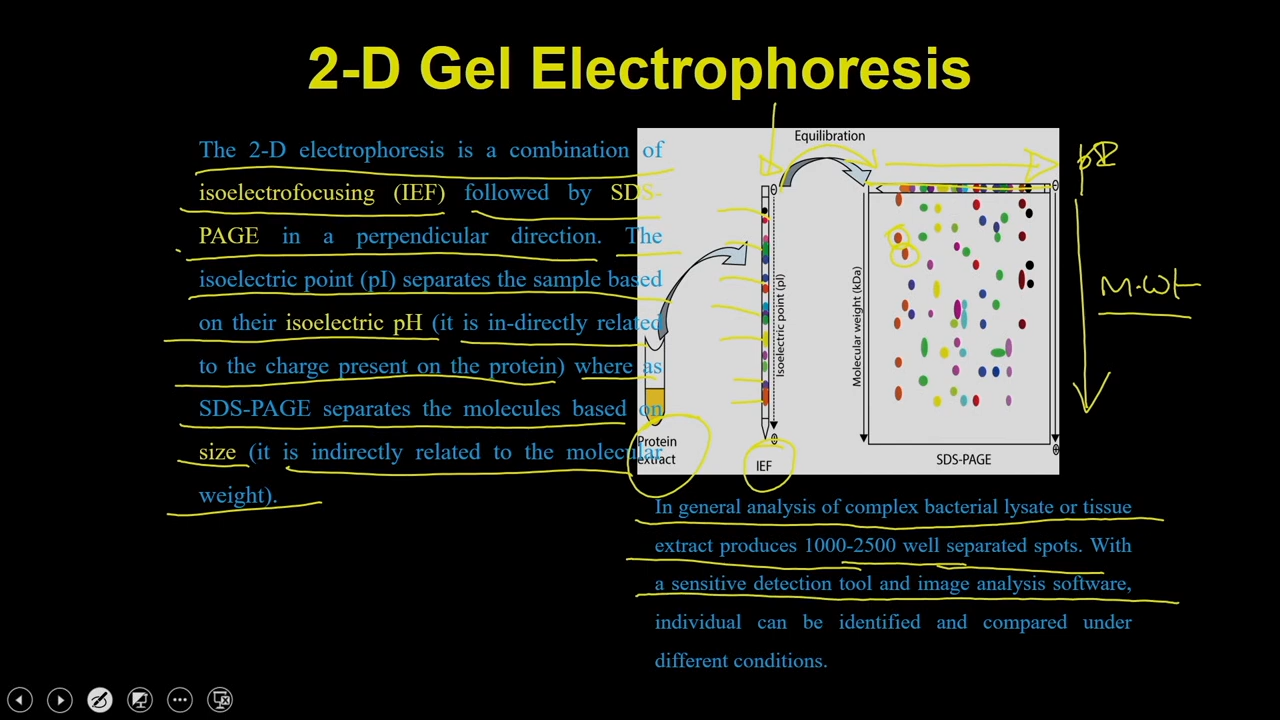 2-D Gel Electrophoresis
The 2-D electrophoresis is a combination of
isoelectrofocusing (IEF) followed by SDS-
PAGE in a perpendicular direction. The
isoelectric point (pI) separates the sample based
on their isoelectric pH (it is in-directly related
to the charge present on the protein) where as
SDS-PAGE separates the molecules based on
size (it is indirectly related to the molecular
weight).
Equilibration
Isoelectric point (pI)
Molecular weight (kDa)
Protein
extract
IEF
SDS-PAGE
M.wt
In general analysis of complex bacterial lysate or tissue
extract produces 1000-2500 well separated spots. With
a sensitive detection tool and image analysis software,
individual can be identified and compared under
different conditions.